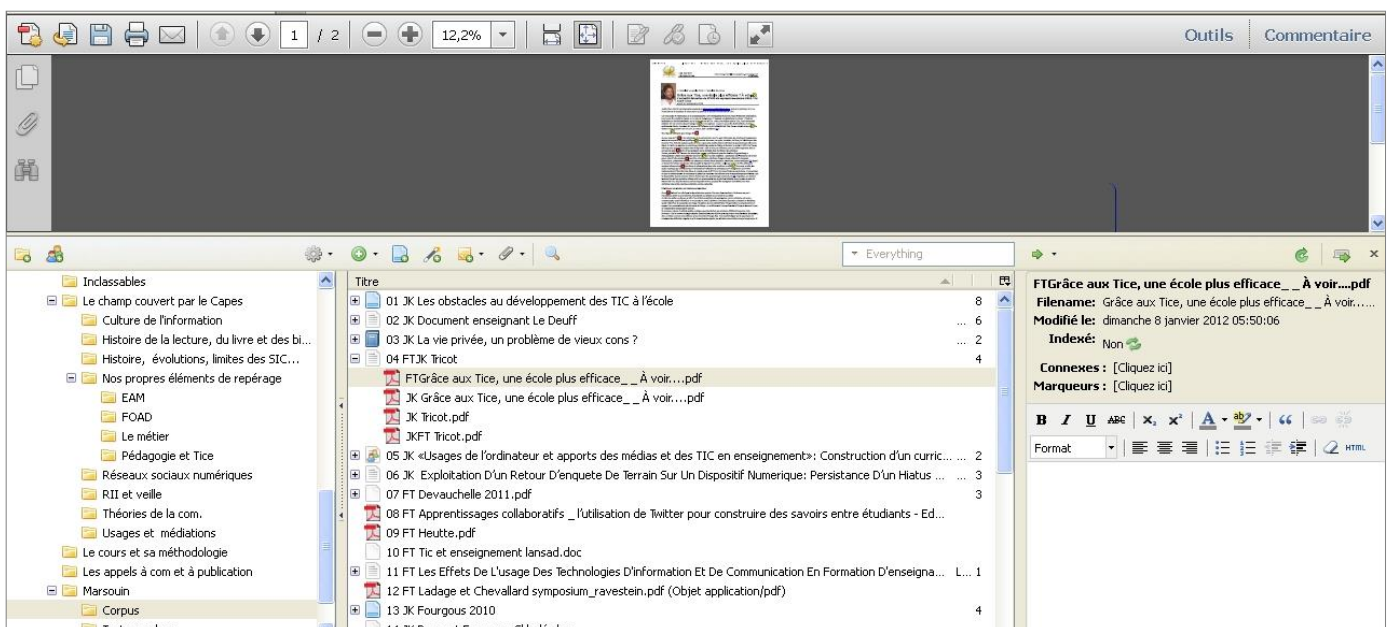 1 / 2 12,2% Outils Commentaire
Everything
Inclassables
Le champ couvert par le Capes
Culture de l'information
Histoire de la lecture, du livre et des bi...
Histoire, évolutions, limites des SIC...
Nos propres éléments de repérage
EAM
FOAD
Le métier
Pédagogie et Tice
Réseaux sociaux numériques
RII et veille
Théories de la com.
Usages et médiations
Le cours et sa méthodologie
Les appels à com et à publication
Marsouin
Corpus
Titre
01 JK Les obstacles au développement des TIC à l'école 8
02 JK Document enseignant Le Deuff ... 6
03 JK La vie privée, un problème de vieux cons ? ... 2
04 FTJK Tricot 4
FTGrâce aux Tice, une école plus efficace_ _ À voir....pdf
JK Grâce aux Tice, une école plus efficace_ _ À voir....pdf
JK Tricot.pdf
JKFT Tricot.pdf
05 JK «Usages de l'ordinateur et apports des médias et des TIC en enseignement»: Construction d'un curric... ... 2
06 JK Exploitation D'un Retour D'enquete De Terrain Sur Un Dispositif Numerique: Persistance D'un Hiatus ... ... 3
07 FT Devauchelle 2011.pdf 3
08 FT Apprentissages collaboratifs _ l'utilisation de Twitter pour construire des savoirs entre étudiants - Ed...
09 FT Heutte.pdf
10 FT Tic et enseignement lansad.doc
11 FT Les Effets De L'usage Des Technologies D'information Et De Communication En Formation D'enseigna... L... 1
12 FT Ladage et Chevallard symposium_ravestein.pdf (Objet application/pdf)
13 JK Fourgous 2010 4
FTGrâce aux Tice, une école plus efficace_ _ À voir....pdf
Filename: Grâce aux Tice, une école plus efficace_ _ À voir......
Modifié le: dimanche 8 janvier 2012 05:50:06
Indexé: Non
Connexes : [Cliquez ici]
Marqueurs : [Cliquez ici]
B I U ABC X₂ x² A ab
Format HTML